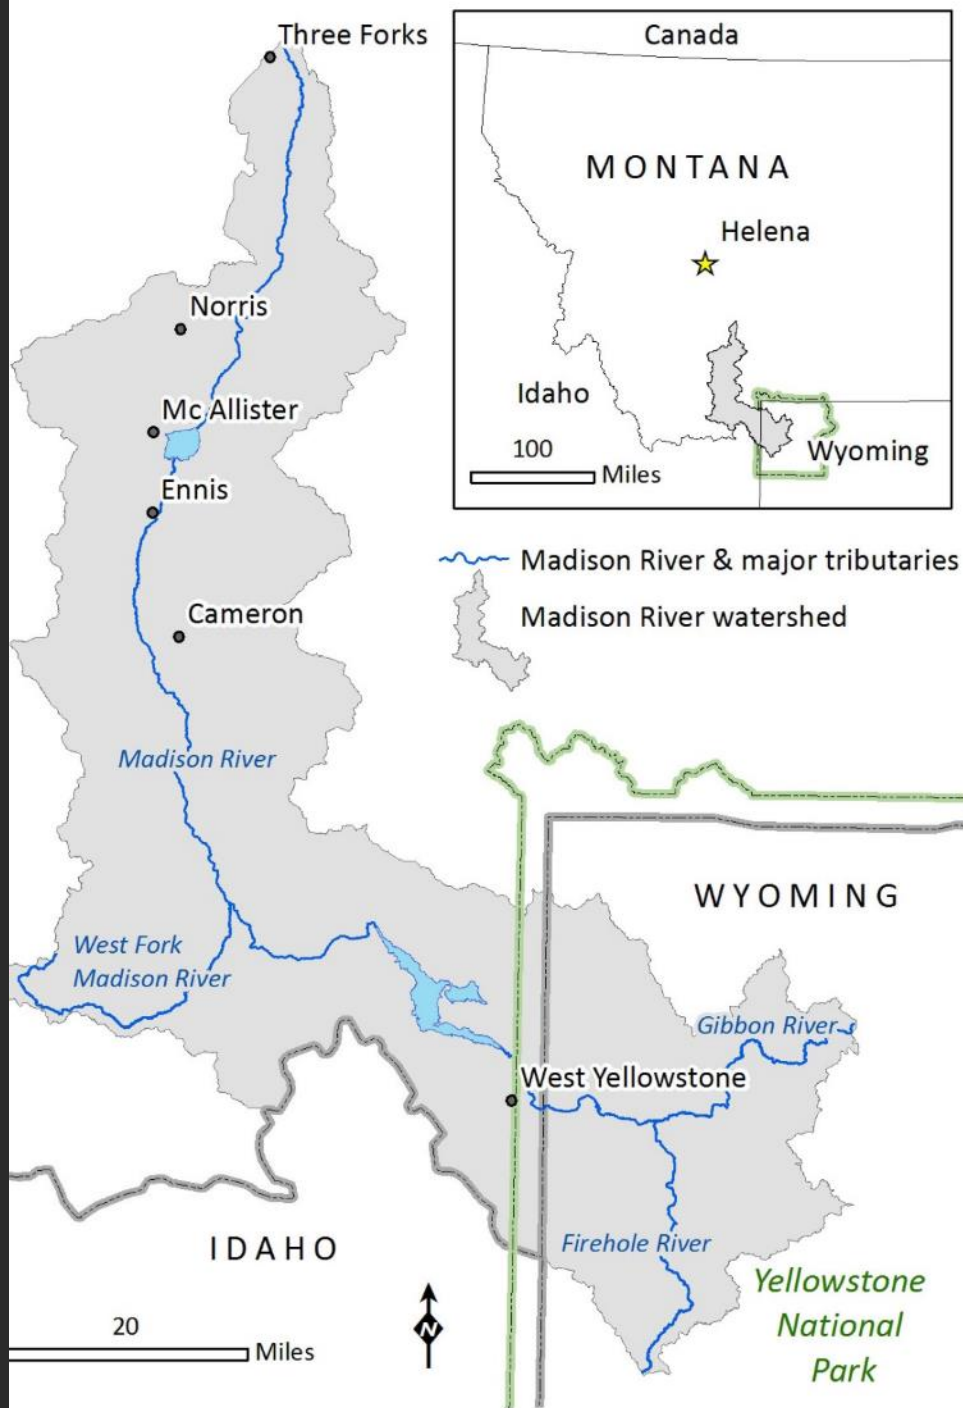 Three Forks
Canada
MONTANA
Helena
Norris
Idaho
Mc Allister
Wyoming
100
Miles
Ennis
Madison River & major tributaries
Cameron
Madison River watershed
Madison River
WYOMING
West Fork
Madison River
Gibbon River
West Yellowstone
IDAHO
Firehole River
Yellowstone
National
Park
20
Miles
N